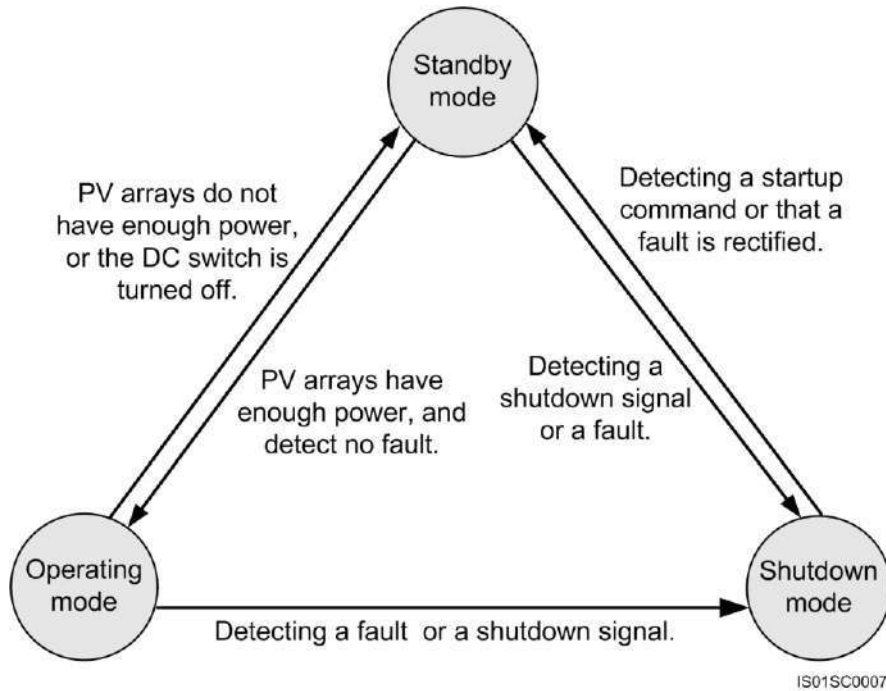 Standby
mode
PV arrays do not
have enough power,
or the DC switch is
turned off.
Detecting a startup
command or that a
fault is rectified.
PV arrays have
enough power, and
detect no fault.
Detecting a
shutdown signal
or a fault.
Operating
mode
Shutdown
mode
Detecting a fault or a shutdown signal.
IS01SC0007